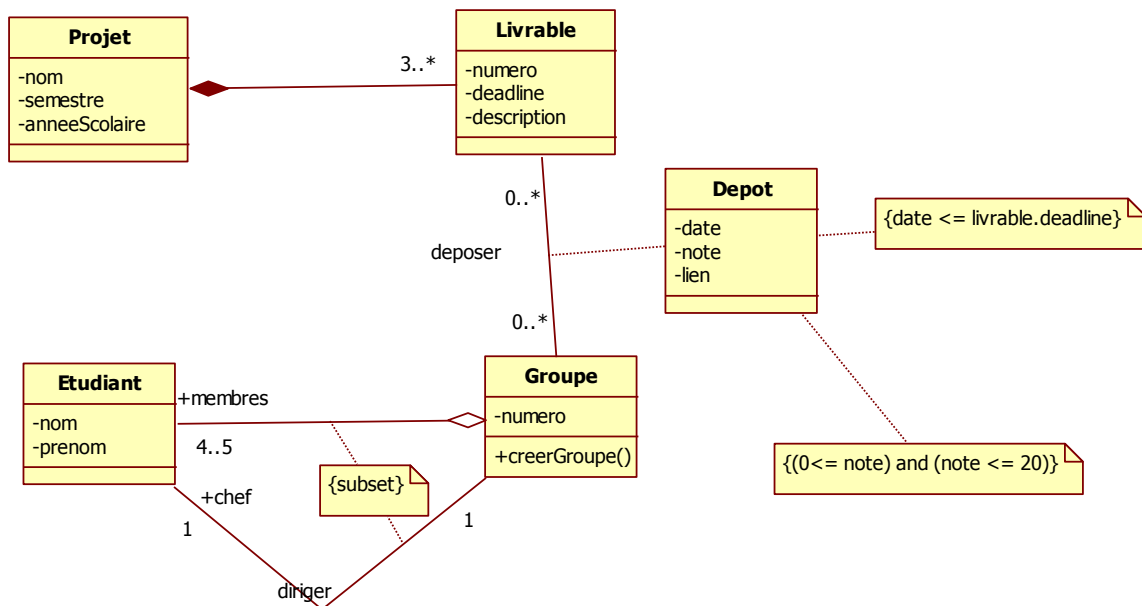 Projet
-nom
-semestre
-anneeScolaire
3..*
Livrable
-numero
-deadline
-description
0..*
deposer
0..*
Depot
-date
-note
-lien
{date <= livrable.deadline}
{(0<= note) and (note <= 20)}
Etudiant
-nom
-prenom
+membres
4..5
Groupe
-numero
+creerGroupe()
{subset}
+chef
1
1
diriger